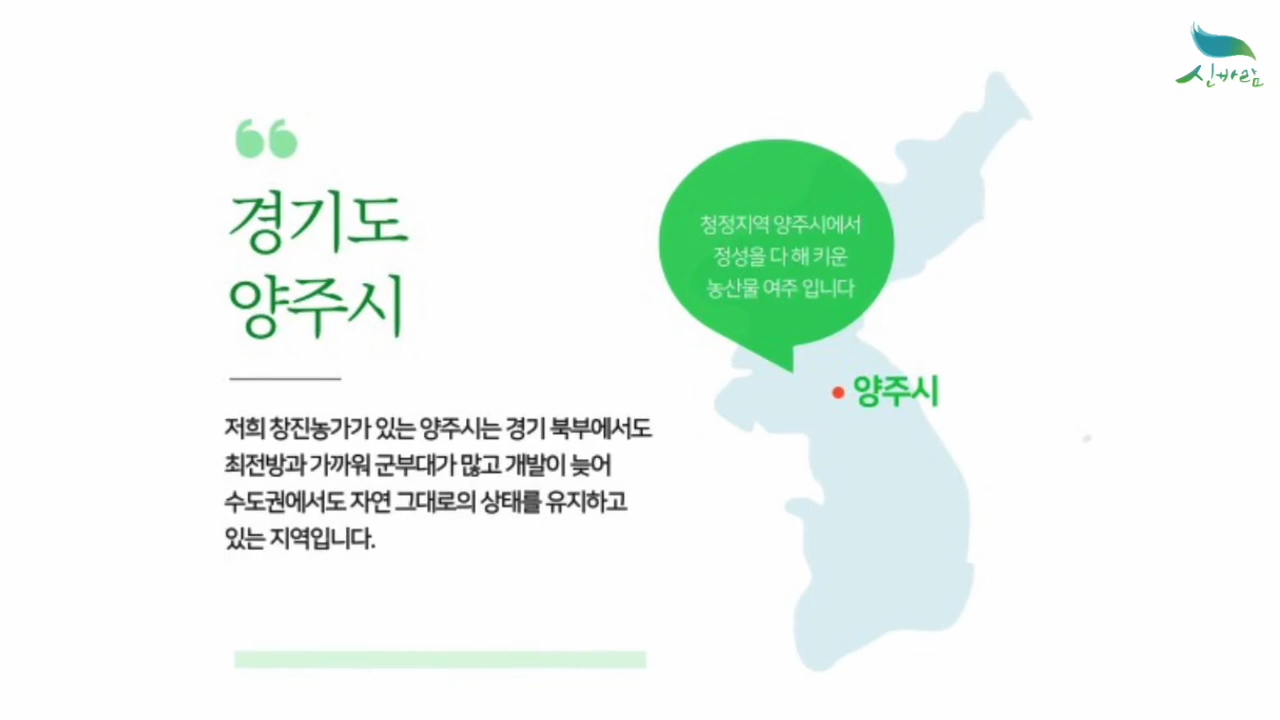 신바람
경기도
양주시
저희 창진농가가 있는 양주시는 경기 북부에서도
최전방과 가까워 군부대가 많고 개발이 늦어
수도권에서도 자연 그대로의 상태를 유지하고
있는 지역입니다.
청정지역 양주시에서
정성을 다 해 키운
농산물 여주 입니다
양주시